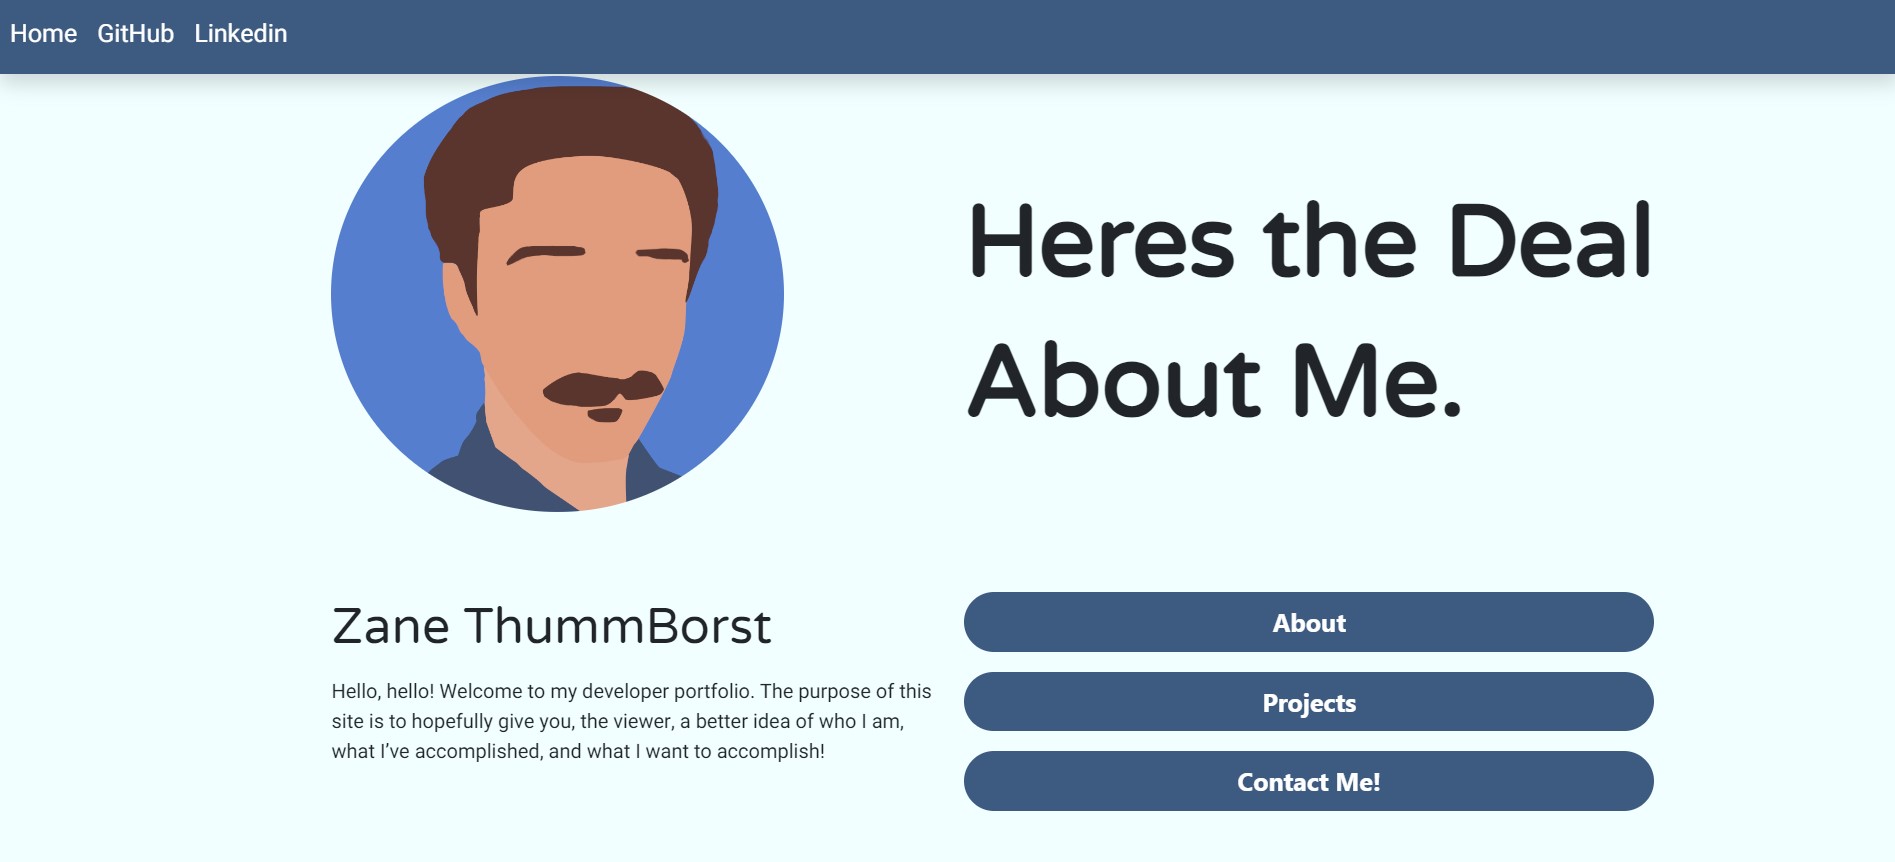 Home GitHub Linkedin
Heres the Deal
About Me.
Zane ThummBorst
Hello, hello! Welcome to my developer portfolio. The purpose of this
site is to hopefully give you, the viewer, a better idea of who I am,
what I’ve accomplished, and what I want to accomplish!
About
Projects
Contact Me!